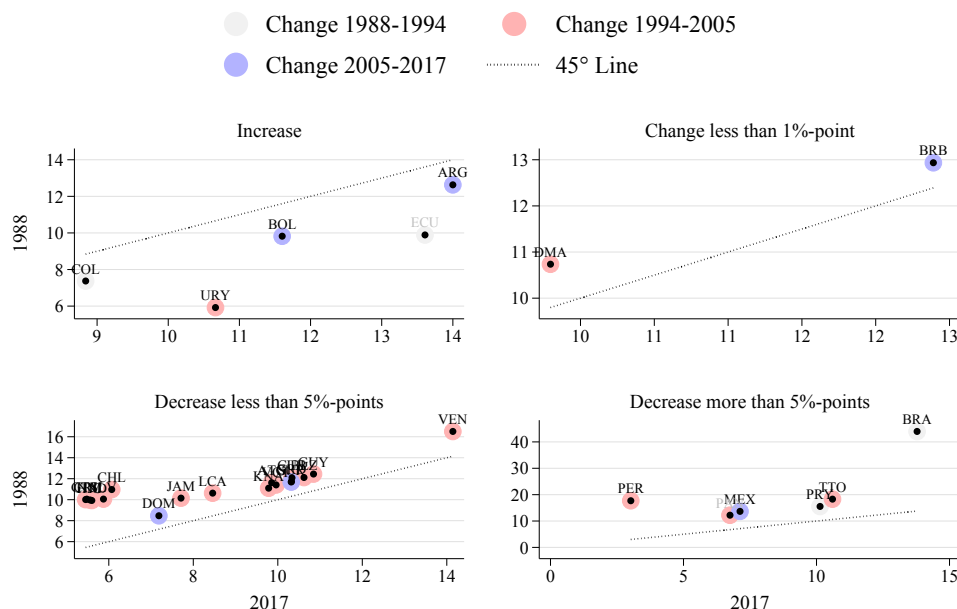 Change 1988-1994 Change 1994-2005
Change 2005-2017 45° Line
Increase
1988
14
12
10
8
6
ARG
BOL
ECU
COL
URY
9 10 11 11 12 13 14
Change less than 1%-point
13
12
11
10
BRB
DMA
10 11 11 12 12 13
Decrease less than 5%-points
1988
16
14
12
10
8
6
VEN
CHL
JAM
LCA
DOM
GUY
6 8 10 12 14
2017
Decrease more than 5%-points
40
30
20
10
0
BRA
PER
MEX
PRY
TTO
0 5 10 15
2017